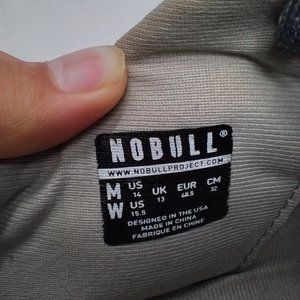 NOBULL®
WWW.NOBULLPROJECT.COM
M US 14 UK 13 EUR 48.5 CM 32
W US 15.5
DESIGNED IN THE USA
MADE IN CHINA
FABRIQUE EN CHINE